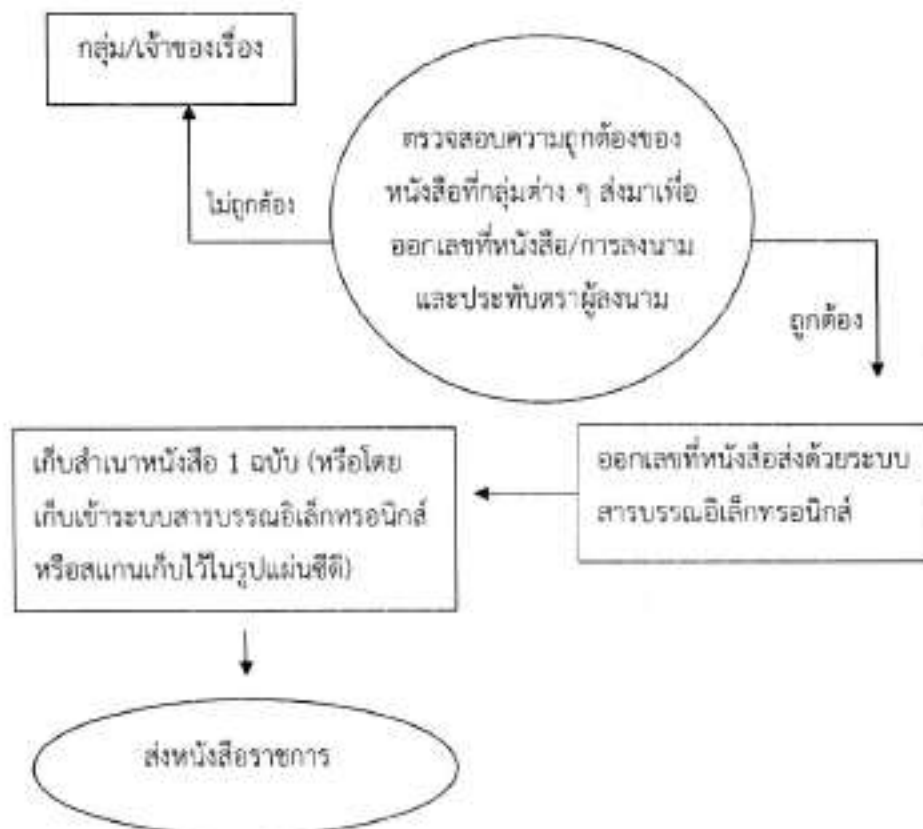 กลุ่ม/เจ้าของเรื่อง
ตรวจสอบความถูกต้องของ
หนังสือที่กลุ่มต่าง ๆ ส่งมาเพื่อ
ออกเลขที่หนังสือ/การลงนาม
และประทับตราผู้ลงนาม
ไม่ถูกต้อง
ถูกต้อง
ออกเลขที่หนังสือส่งด้วยระบบ
สารบรรณอิเล็กทรอนิกส์
เก็บสำเนาหนังสือ 1 ฉบับ (หรือโดย
เก็บเข้าระบบสารบรรณอิเล็กทรอนิกส์
หรือสแกนเก็บไว้ในรูปแผ่นซีดี)
ส่งหนังสือราชการ